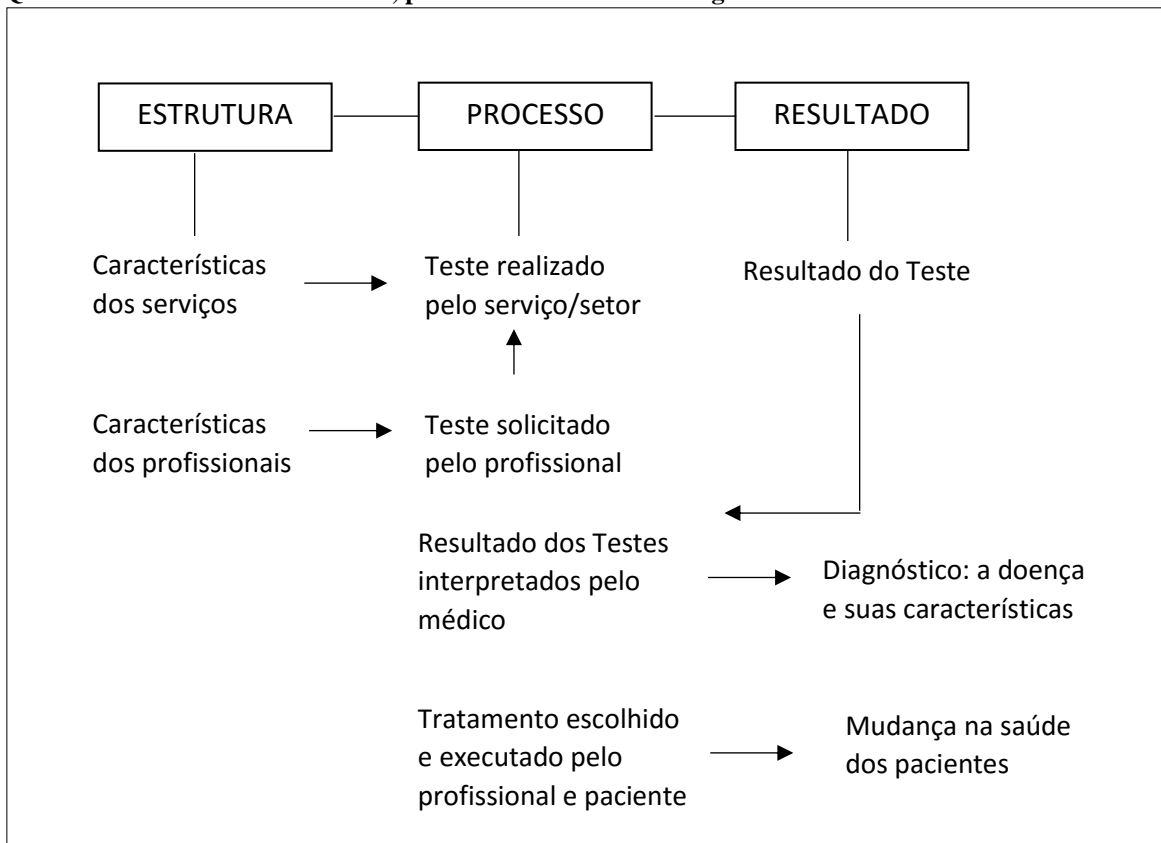 ESTRUTURA
PROCESSO
RESULTADO
Características
dos serviços
Teste realizado
pelo serviço/setor
Resultado do Teste
Características
dos profissionais
Teste solicitado
pelo profissional
Resultado dos Testes
interpretados pelo
médico
Diagnóstico: a doença
e suas características
Tratamento escolhido
e executado pelo
profissional e paciente
Mudança na saúde
dos pacientes